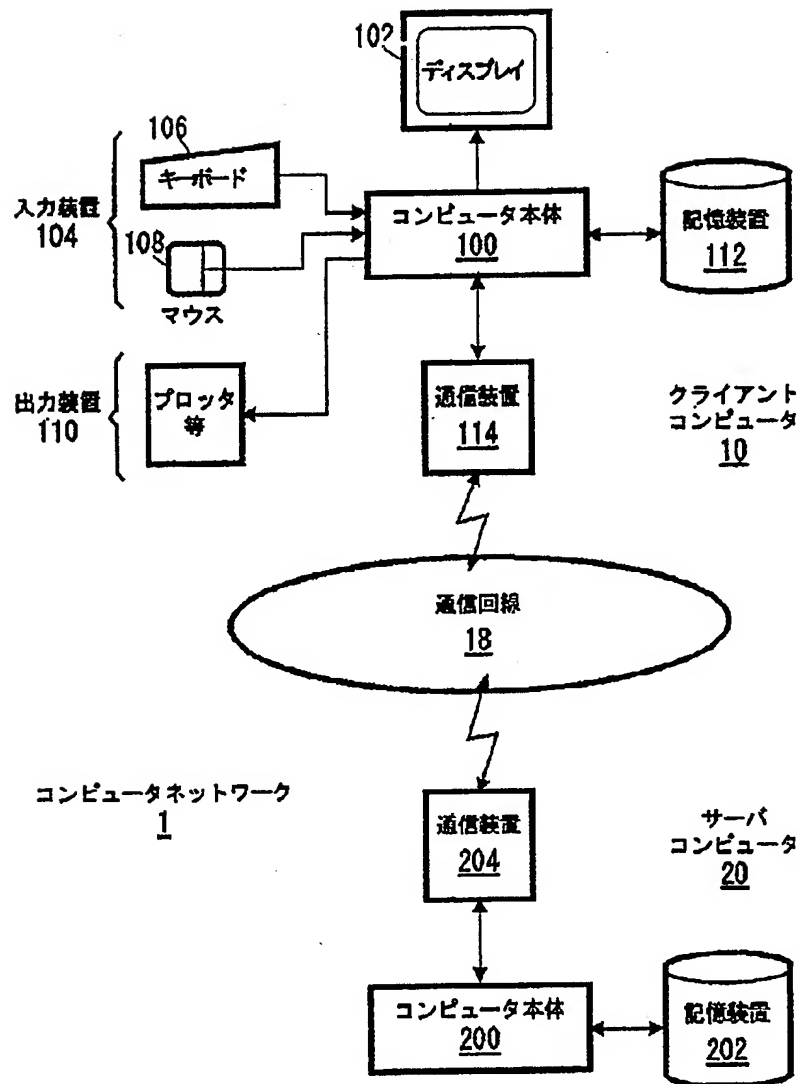 102
ディスプレイ
106
キーボード
入力装置
104
108
マウス
コンピュータ本体
100
記憶装置
112
出力装置
110
プロッタ
等
通信装置
114
クライアント
コンピュータ
10
通信回線
18
コンピュータネットワーク
1
通信装置
204
サーバ
コンピュータ
20
コンピュータ本体
200
記憶装置
202